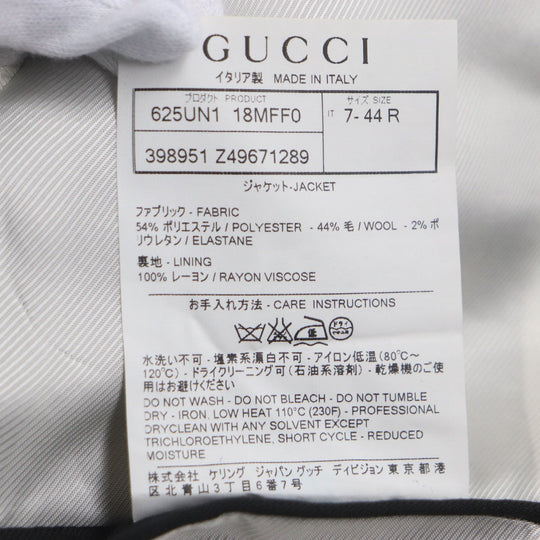 GUCCI
イタリア製 MADE IN ITALY
プロダクト PRODUCT
サイズ SIZE
625UN1 18MFF0
IT 7- 44 R
398951 Z49671289
ジャケット-JACKET
ファブリック - FABRIC
54% ポリエステル / POLYESTER - 44% 毛 / WOOL - 2% ポ
リウレタン / ELASTANE
裏地 - LINING
100% レーヨン / RAYON VISCOSE
お手入れ方法 - CARE INSTRUCTIONS
低 ドライ
水洗い不可 - 塩素系漂白不可 - アイロン低温 (80℃~
120℃) - ドライクリーニング可 (石油系溶剤) - 乾燥機のご使
用はお避けください
DO NOT WASH - DO NOT BLEACH - DO NOT TUMBLE
DRY - IRON, LOW HEAT 110°C (230F) - PROFESSIONAL
DRYCLEAN WITH ANY SOLVENT EXCEPT
TRICHLOROETHYLENE, SHORT CYCLE - REDUCED
MOISTURE
株式会社 ケリング ジャパン グッチ ディビジョン 東京都港
区北青山3丁目6番7号